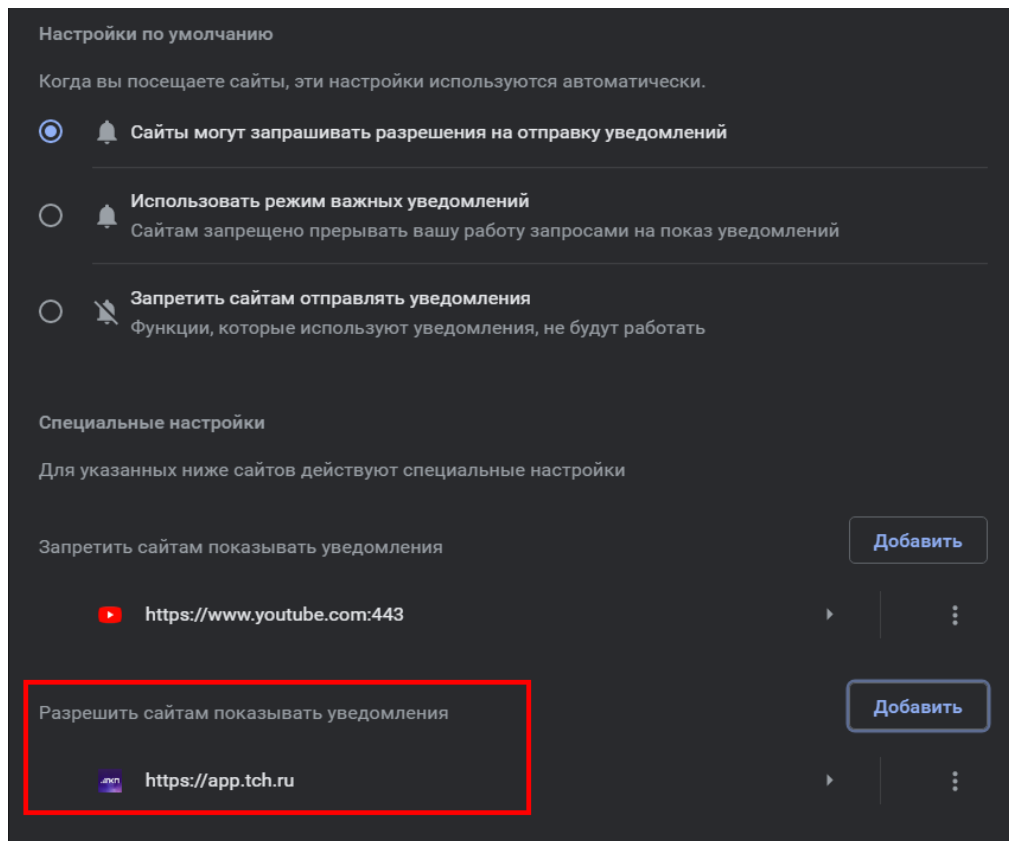 Настройки по умолчанию
Когда вы посещаете сайты, эти настройки используются автоматически.
Сайты могут запрашивать разрешения на отправку уведомлений
Использовать режим важных уведомлений
Сайтам запрещено прерывать вашу работу запросами на показ уведомлений
Запретить сайтам отправлять уведомления
Функции, которые используют уведомления, не будут работать
Специальные настройки
Для указанных ниже сайтов действуют специальные настройки
Запретить сайтам показывать уведомления
Добавить
https://www.youtube.com:443
Разрешить сайтам показывать уведомления
Добавить
https://app.tch.ru